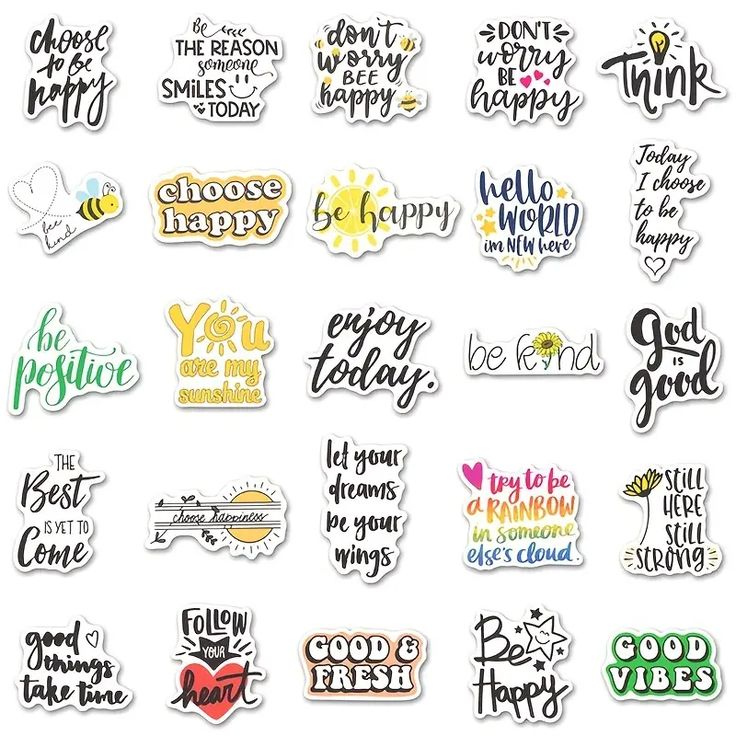 choose
to be
happy
Be
THE REASON
someone
SMiLES
TODAY
don't
worry
BEE
happy
DON'T
worry
BE
happy
Think
bee
kind
choose
happy
be happy
hello
WORLD
im NEW here
Today
I choose
to be
happy
be
positive
You
are my
sunshine
enjoy
today.
be kind
God
is
good
THE
Best
IS YET TO
Come
choose happiness
let your
dreams
be your
wings
try to be
a RAINBOW
in someone
else's cloud.
STILL
HERE
STILL
STRONG
good
things
take time
FOLLOW
YOUR
heart
GOOD &
FRESH
Be
Happy
GOOD
VIBES